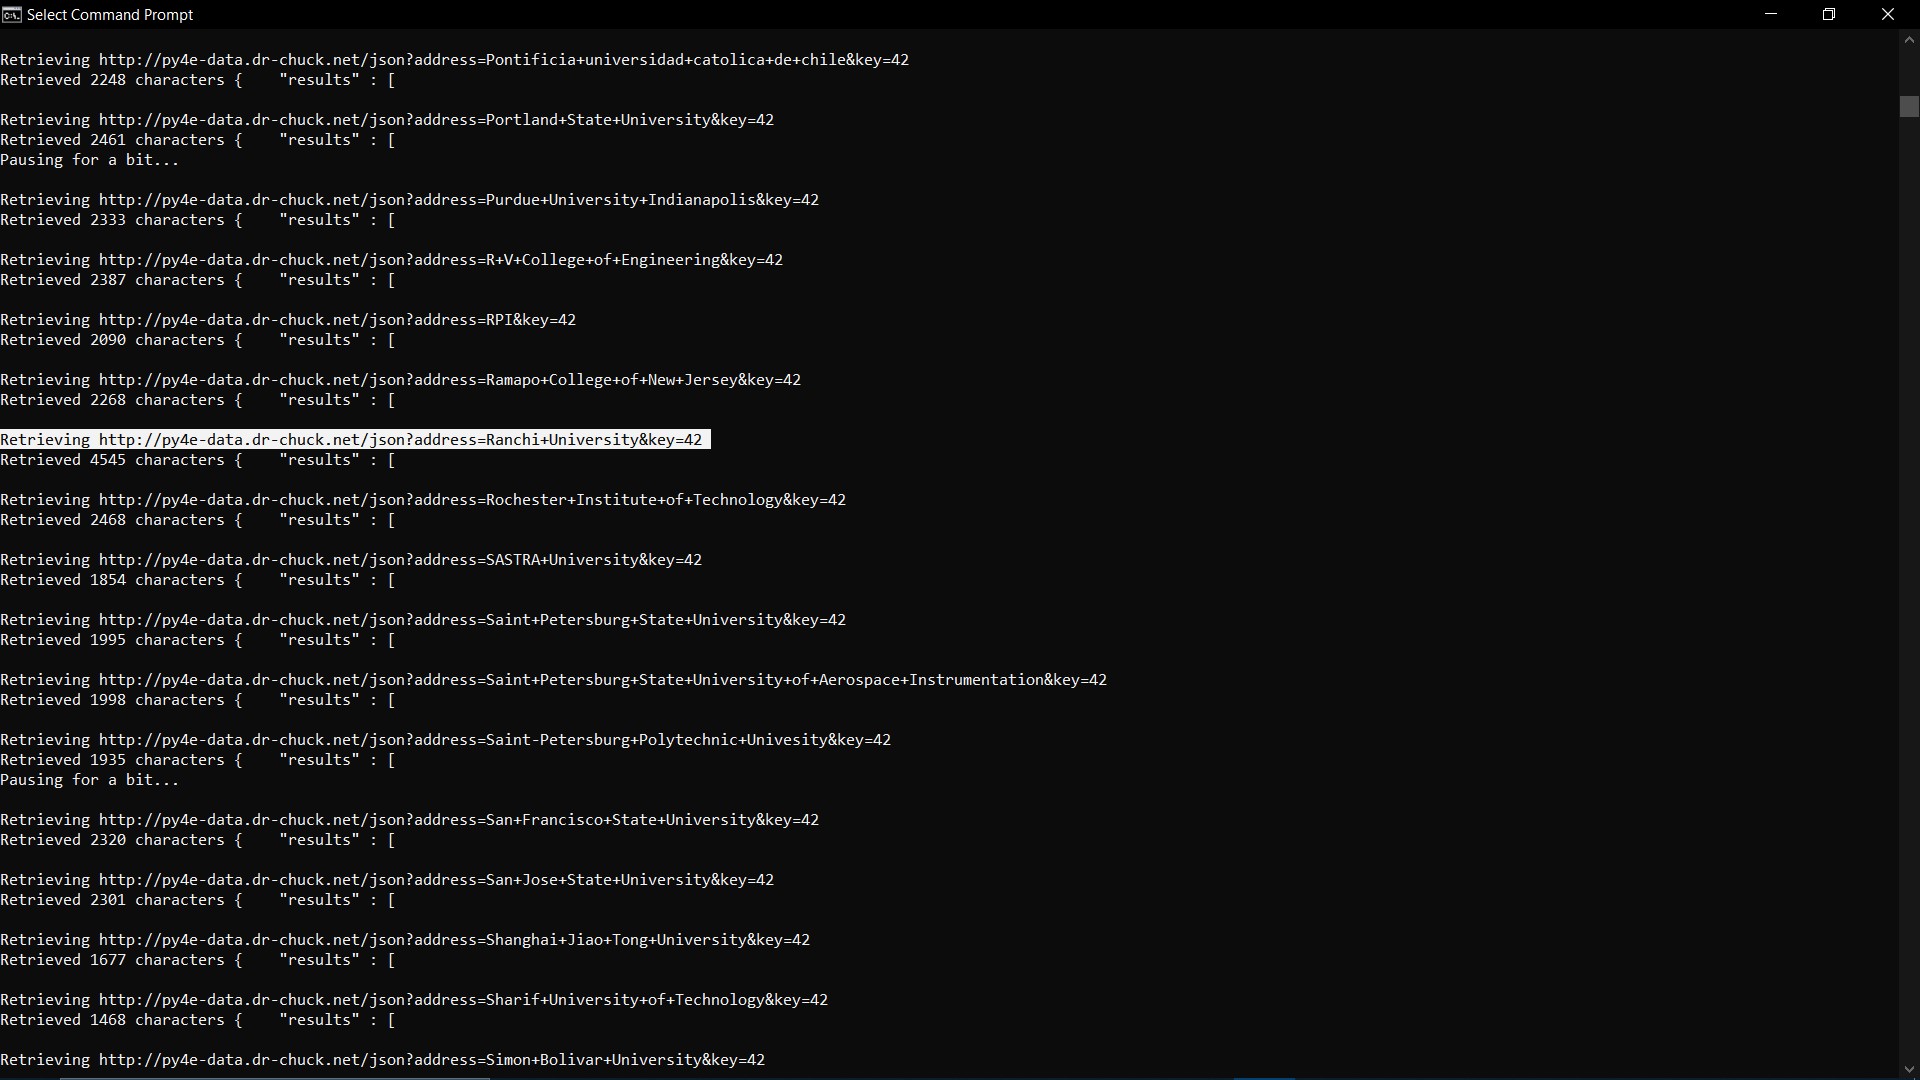 Select Command Prompt
Retrieving http://py4e-data.dr-chuck.net/json?address=Pontificia+universidad+catolica+de+chile&key=42
Retrieved 2248 characters {    "results" : [
Retrieving http://py4e-data.dr-chuck.net/json?address=Portland+State+University&key=42
Retrieved 2461 characters {    "results" : [
Pausing for a bit...
Retrieving http://py4e-data.dr-chuck.net/json?address=Purdue+University+Indianapolis&key=42
Retrieved 2333 characters {    "results" : [
Retrieving http://py4e-data.dr-chuck.net/json?address=R+V+College+of+Engineering&key=42
Retrieved 2387 characters {    "results" : [
Retrieving http://py4e-data.dr-chuck.net/json?address=RPI&key=42
Retrieved 2090 characters {    "results" : [
Retrieving http://py4e-data.dr-chuck.net/json?address=Ramapo+College+of+New+Jersey&key=42
Retrieved 2268 characters {    "results" : [
Retrieving http://py4e-data.dr-chuck.net/json?address=Ranchi+University&key=42
Retrieved 4545 characters {    "results" : [
Retrieving http://py4e-data.dr-chuck.net/json?address=Rochester+Institute+of+Technology&key=42
Retrieved 2468 characters {    "results" : [
Retrieving http://py4e-data.dr-chuck.net/json?address=SASTRA+University&key=42
Retrieved 1854 characters {    "results" : [
Retrieving http://py4e-data.dr-chuck.net/json?address=Saint+Petersburg+State+University&key=42
Retrieved 1995 characters {    "results" : [
Retrieving http://py4e-data.dr-chuck.net/json?address=Saint+Petersburg+State+University+of+Aerospace+Instrumentation&key=42
Retrieved 1998 characters {    "results" : [
Retrieving http://py4e-data.dr-chuck.net/json?address=Saint-Petersburg+Polytechnic+Univesity&key=42
Retrieved 1935 characters {    "results" : [
Pausing for a bit...
Retrieving http://py4e-data.dr-chuck.net/json?address=San+Francisco+State+University&key=42
Retrieved 2320 characters {    "results" : [
Retrieving http://py4e-data.dr-chuck.net/json?address=San+Jose+State+University&key=42
Retrieved 2301 characters {    "results" : [
Retrieving http://py4e-data.dr-chuck.net/json?address=Shanghai+Jiao+Tong+University&key=42
Retrieved 1677 characters {    "results" : [
Retrieving http://py4e-data.dr-chuck.net/json?address=Sharif+University+of+Technology&key=42
Retrieved 1468 characters {    "results" : [
Retrieving http://py4e-data.dr-chuck.net/json?address=Simon+Bolivar+University&key=42